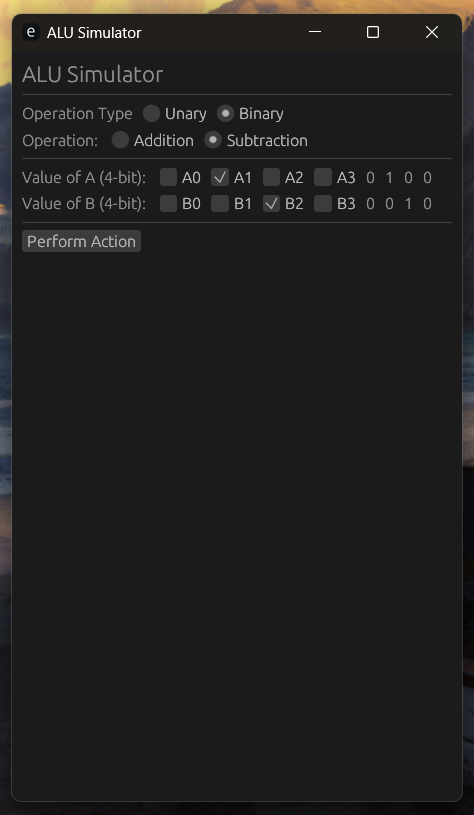 e ALU Simulator
ALU Simulator
Operation Type Unary Binary
Operation: Addition Subtraction
Value of A (4-bit): A0 A1 A2 A3 0 1 0 0
Value of B (4-bit): B0 B1 B2 B3 0 0 1 0
Perform Action